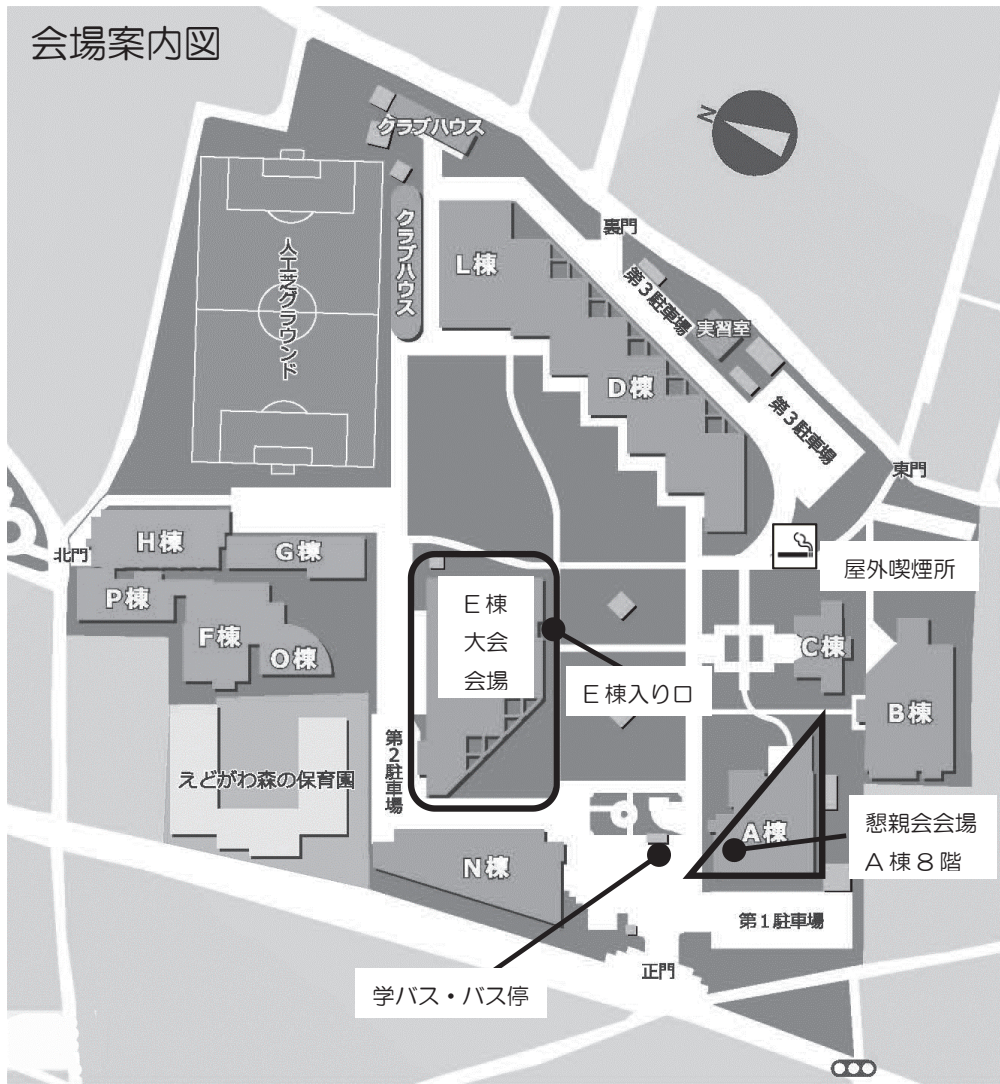 会場案内図
N
クラブハウス
クラブハウス
人工芝グラウンド
L棟
裏門
第3駐車場
実習室
D棟
第3駐車場
東門
北門
H棟
G棟
屋外喫煙所
P棟
F棟
O棟
E棟
大会
会場
C棟
E棟入り口
B棟
えどがわ森の保育園
第2駐車場
A棟
懇親会会場
A棟8階
N棟
第1駐車場
正門
学バス・バス停